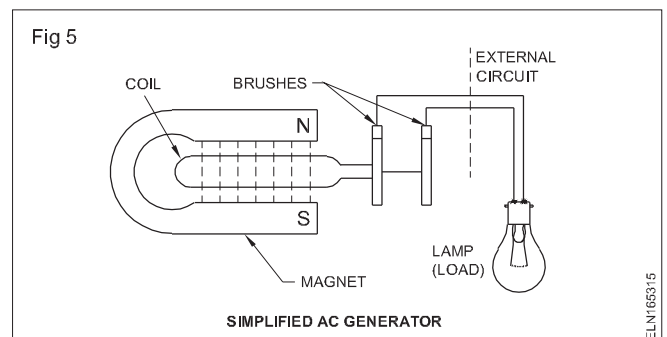 Fig 5
EXTERNAL
CIRCUIT
COIL
BRUSHES
N
S
LAMP
(LOAD)
MAGNET
SIMPLIFIED AC GENERATOR
ELN165315